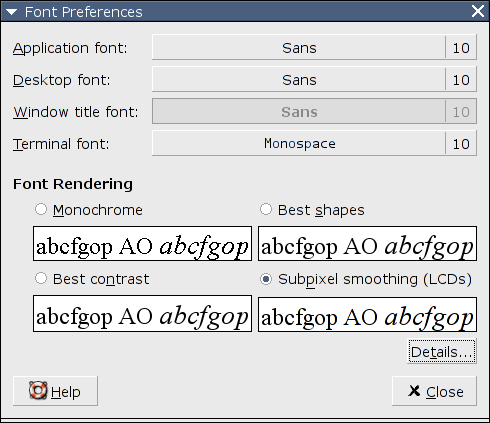 Font Preferences
Application font: Sans 10
Desktop font: Sans 10
Window title font: Sans 10
Terminal font: Monospace 10
Font Rendering
Monochrome Best shapes
abcfgop AO abcfgop abcfgop AO abcfgop
Best contrast Subpixel smoothing (LCDs)
abcfgop AO abcfgop abcfgop AO abcfgop
Details...
Help Close